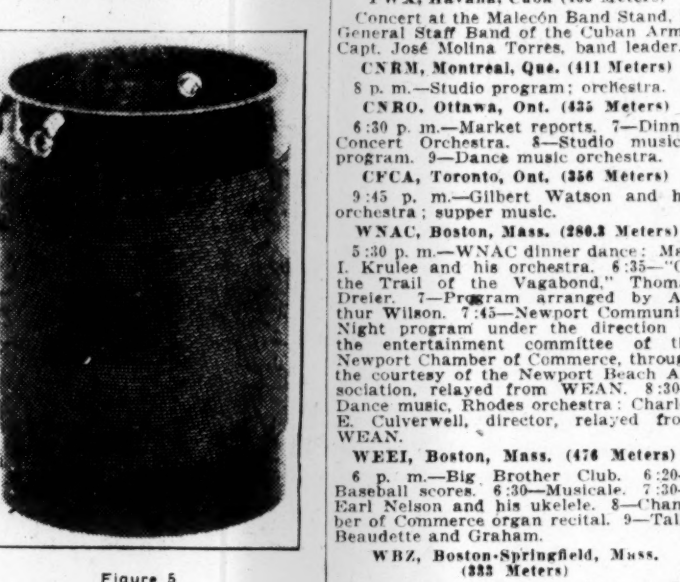 Concert at the Malecón Band Stand.
General Staff Band of the Cuban Arm
Capt. José Molina Torres, band leader.
CNRM, Montreal, Que. (411 Meters)
8 p. m.—Studio program; orchestra.
CNRO, Ottawa, Ont. (435 Meters)
6:30 p. m.—Market reports. 7—Dinn
Concert Orchestra. 8—Studio music
program. 9—Dance music orchestra.
CFCA, Toronto, Ont. (356 Meters)
9:45 p. m.—Gilbert Watson and h
orchestra; supper music.
WNAC, Boston, Mass. (280.3 Meters)
5:30 p. m.—WNAC dinner dance; M
I. Krulee and his orchestra. 6:35—"O
the Trail of the Vagabond," Thom
Dreier. 7—Program arranged by A
thur Wilson. 7:45—Newport Communi
Night program under the direction
the entertainment committee of t
Newport Chamber of Commerce, throug
the courtesy of the Newport Beach A
sociation, relayed from WEAN. 8:30
Dance music, Rhodes orchestra; Charl
E. Culverwell, director, relayed fro
WEAN.
WEEI, Boston, Mass. (476 Meters)
6 p. m.—Big Brother Club. 6:20-
Baseball scores. 6:30—Musicale. 7:30-
Earl Nelson and his ukelele. 8—Cham
ber of Commerce organ recital. 9—Tal
Beaudette and Graham.
WBZ, Boston-Springfield, Mass.
(333 Meters)
Figure 5